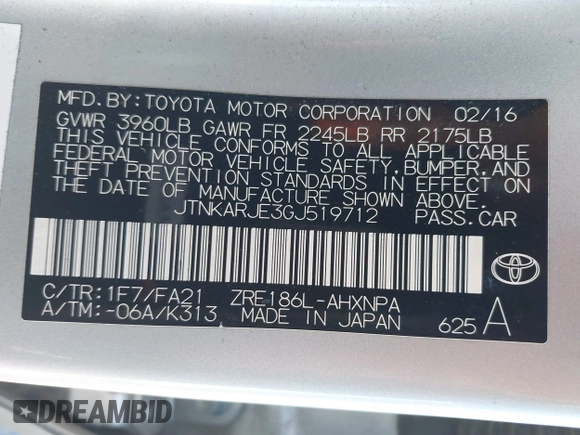 MFD.BY:TOYOTA MOTOR CORPORATION 02/16
GVWR 3960LB GAWR FR 2245LB RR 2175LB
THIS VEHICLE CONFORMS TO ALL APPLICABLE
FEDERAL MOTOR VEHICLE SAFETY,BUMPER,AND
THEFT PREVENTION STANDARDS IN EFFECT ON
THE DATE OF MANUFACTURE SHOWN ABOVE.
JTNKARJE3GJ519712 PASS.CAR
C/TR:1F7/FA21 ZRE186L-AHXNPA
A/TM:-06A/K313 MADE IN JAPAN 625 A
DREAMBID